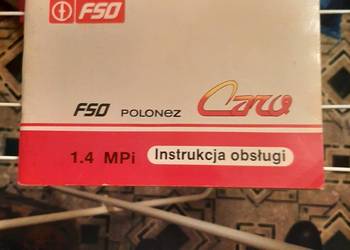 FSO
FSO POLONEZ Caro
1.4 MPi Instrukcja obsługi